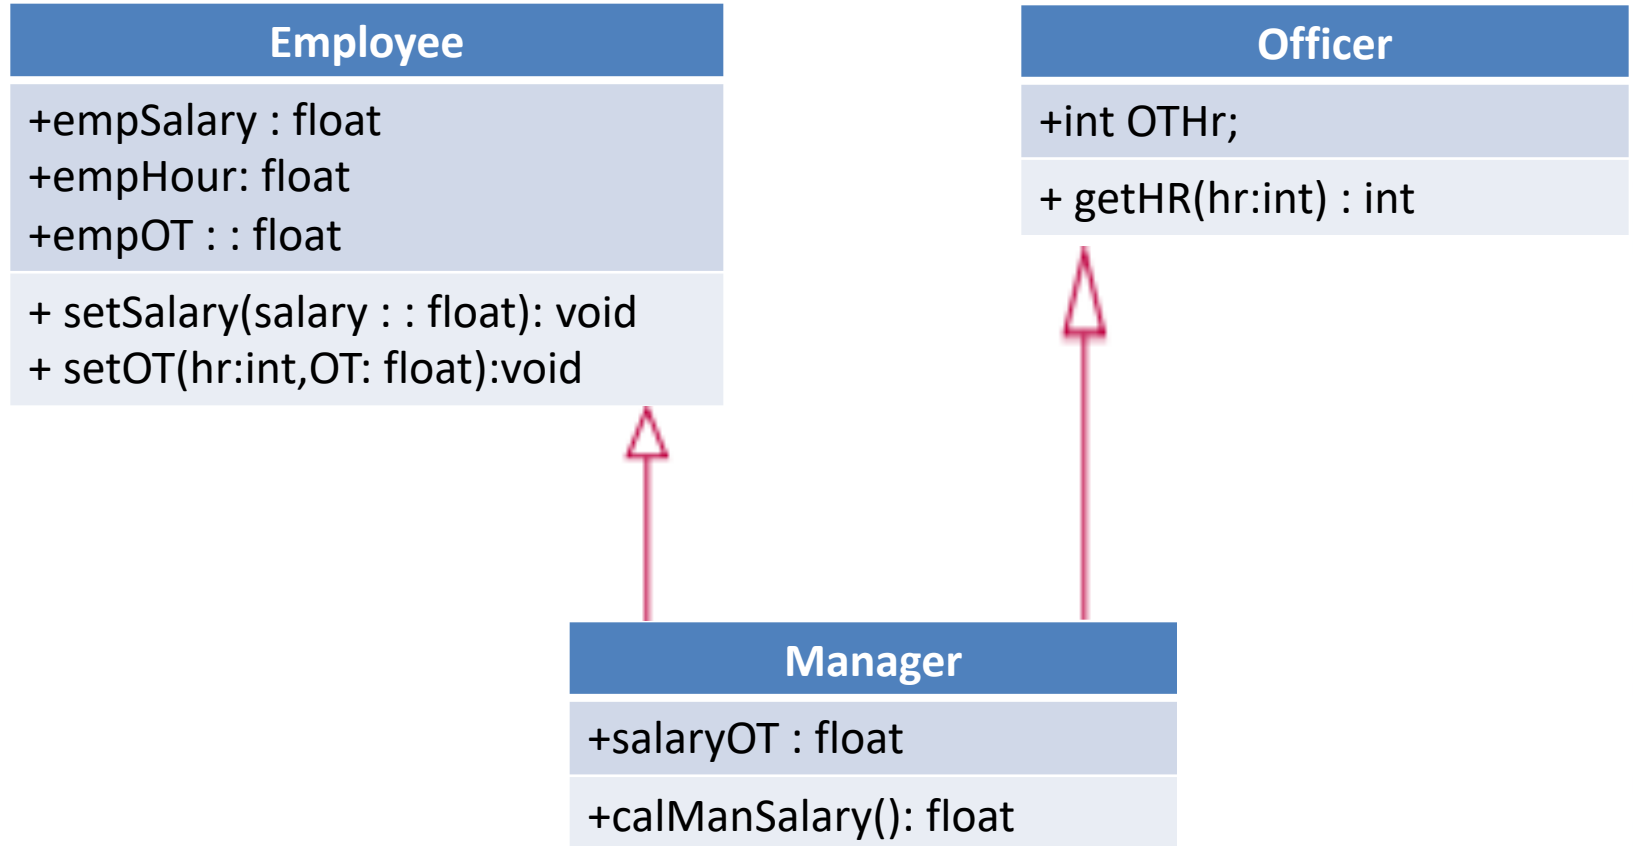 Employee
+empSalary : float
+empHour: float
+empOT : : float
+ setSalary(salary : : float): void
+ setOT(hr:int,OT: float):void
Officer
+int OTHr;
+ getHR(hr:int) : int
Manager
+salaryOT : float
+calManSalary(): float